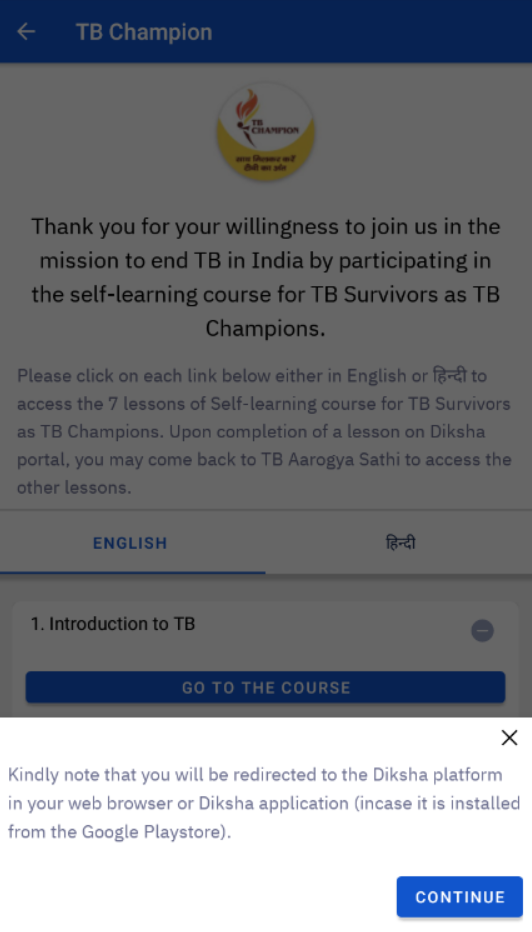 TB Champion
TB
CHAMPION
Thank you for your willingness to join us in the
mission to end TB in India by participating in
the self-learning course for TB Survivors as TB
Champions.
Please click on each link below either in English or हिन्दी to
access the 7 lessons of Self-learning course for TB Survivors
as TB Champions. Upon completion of a lesson on Diksha
portal, you may come back to TB Aarogya Sathi to access the
other lessons.
ENGLISH
हिन्दी
1. Introduction to TB
GO TO THE COURSE
Kindly note that you will be redirected to the Diksha platform
in your web browser or Diksha application (incase it is installed
from the Google Playstore).
CONTINUE